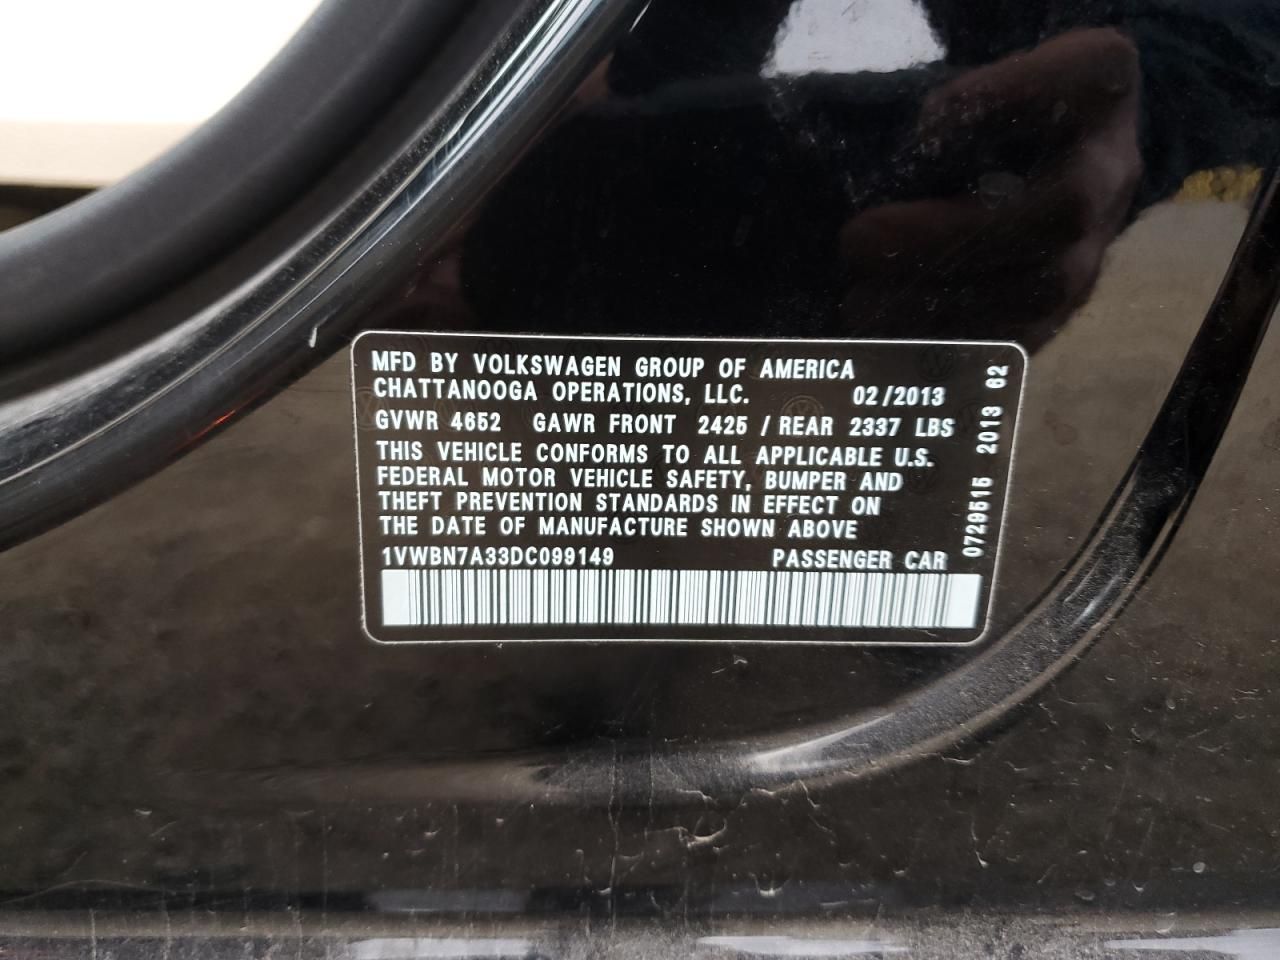 MFD BY VOLKSWAGEN GROUP OF AMERICA
CHATTANOOGA OPERATIONS, LLC. 02/2013
GVWR 4652 GAWR FRONT 2425 / REAR 2337 LBS
THIS VEHICLE CONFORMS TO ALL APPLICABLE U.S.
FEDERAL MOTOR VEHICLE SAFETY, BUMPER AND
THEFT PREVENTION STANDARDS IN EFFECT ON
THE DATE OF MANUFACTURE SHOWN ABOVE
1VWBN7A33DC099149 PASSENGER CAR
0729515 2013 62